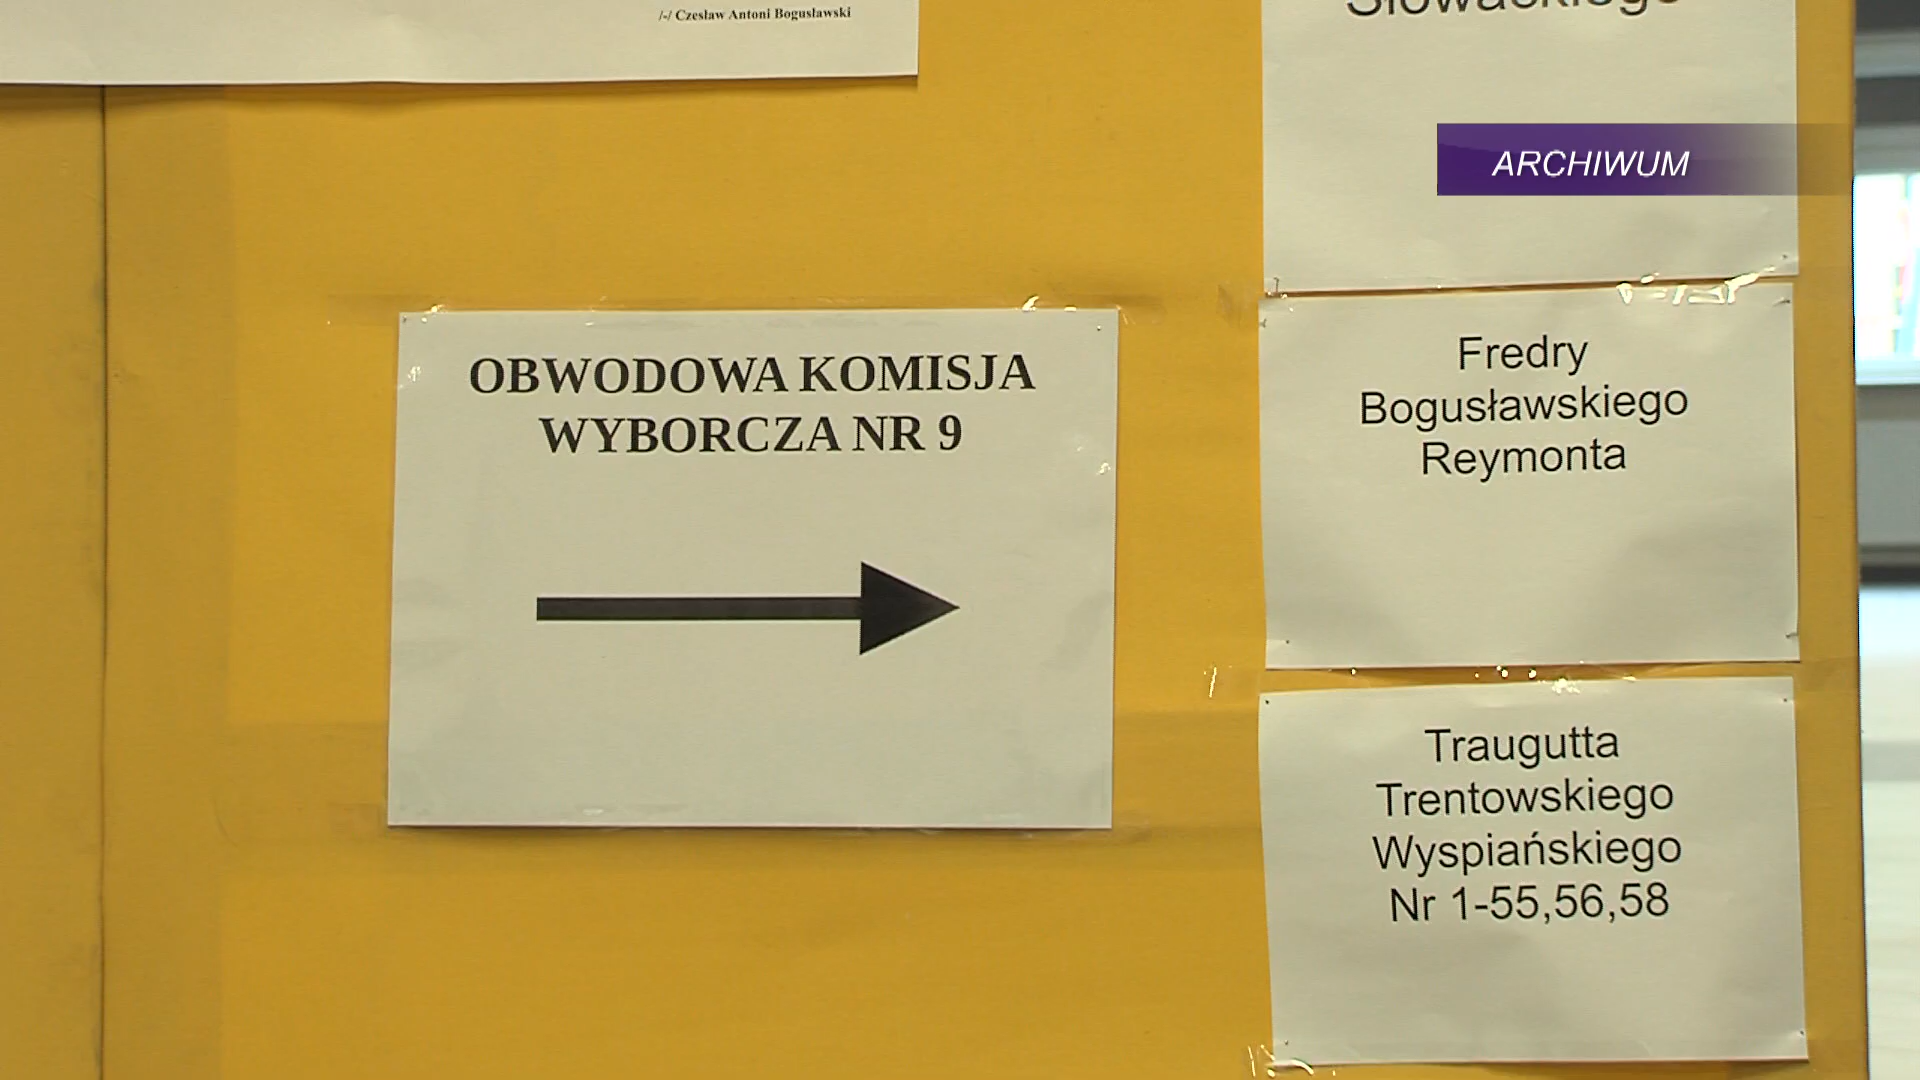 /-/ Czesław Antoni Bogusławski
Słowackiego
ARCHIWUM
OBWODOWA KOMISJA
WYBORCZA NR 9
Fredry
Bogusławskiego
Reymonta
Traugutta
Trentowskiego
Wyspiańskiego
Nr 1-55,56,58